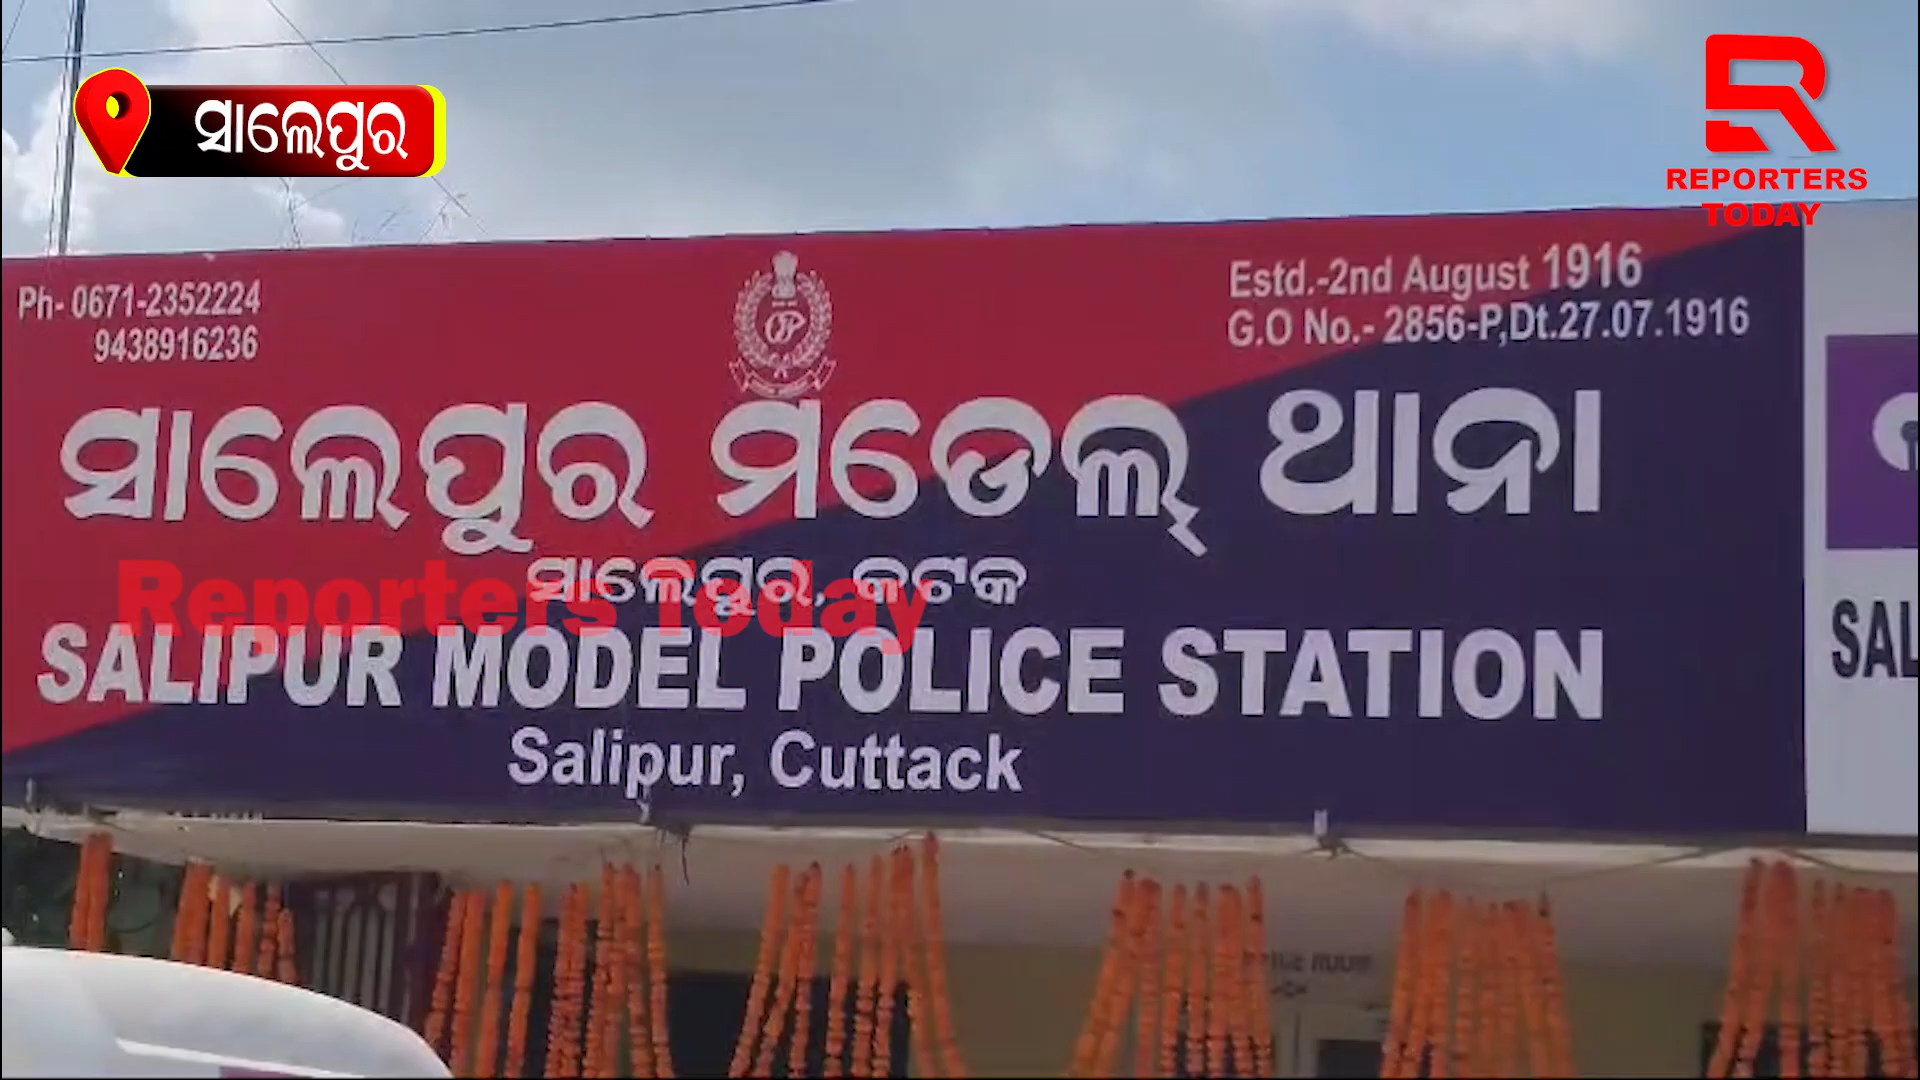 ସାଲେପୁର
REPORTERS
TODAY
Ph- 0671-2352224
9438916236
Estd.-2nd August 1916
G.O No.- 2856-P,Dt.27.07.1916
ସାଲେପୁର ମଡେଲ୍ ଥାନା
ସାଲେପୁର, କଟକ
Reporters Today
SALIPUR MODEL POLICE STATION
Salipur, Cuttack
SAL